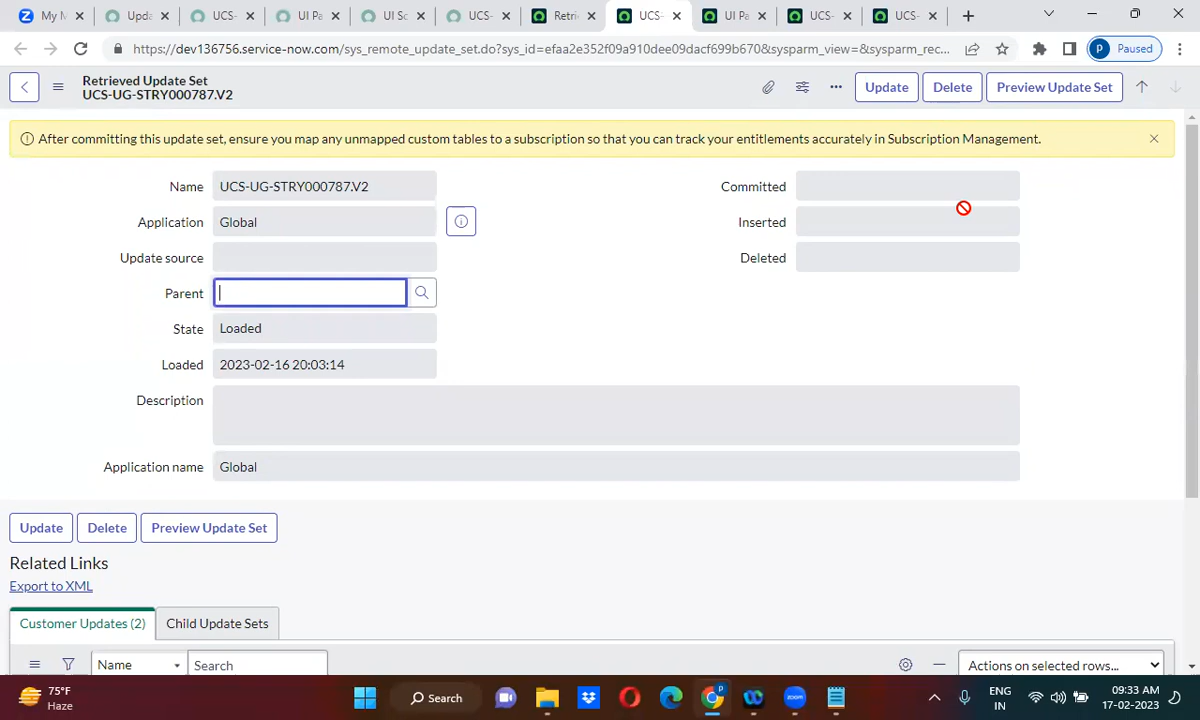 My M
Upda
UCS-
UI Pa
UI Sc
UCS-
Retri
UCS-
UI Pa
UCS-
UCS-
https://dev136756.service-now.com/sys_remote_update_set.do?sys_id=efaa2e352f09a910dee09dacf699b670&sysparm_view=&sysparm_rec...
P
Paused
Retrieved Update Set
UCS-UG-STRY000787.V2
Update
Delete
Preview Update Set
After committing this update set, ensure you map any unmapped custom tables to a subscription so that you can track your entitlements accurately in Subscription Management.
Name UCS-UG-STRY000787.V2
Committed
Application Global
Inserted
Update source
Deleted
Parent
State Loaded
Loaded 2023-02-16 20:03:14
Description
Application name Global
Update
Delete
Preview Update Set
Related Links
Export to XML
Customer Updates (2)
Child Update Sets
Name
Search
Actions on selected rows...
75°F
Haze
Search
P
zoom
ENG
IN
09:33 AM
17-02-2023